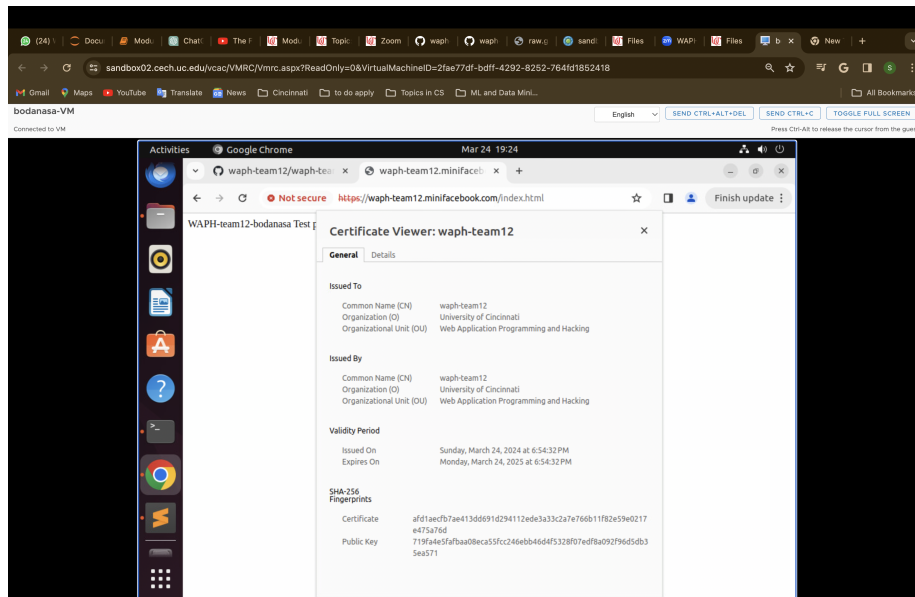 (24) \ Docu Modu ChatG The F Modu Topic Zoom waph waph raw.g sandb Files WAPI Files b × New +
sandbox02.cech.uc.edu/vcac/VMRC/Vmrc.aspx?ReadOnly=0&VirtualMachineID=2fae77df-bdff-4292-8252-764fd1852418 G S
Gmail Maps YouTube Translate News Cincinnati to do apply Topics in CS ML and Data Mini... All Bookmarks
bodanasa-VM English SEND CTRL+ALT+DEL SEND CTRL+C TOGGLE FULL SCREEN
Connected to VM Press Ctrl-Alt to release the cursor from the gues
Activities Google Chrome Mar 24 19:24
waph-team12/waph-tea × waph-team12.minifaceb × +
Not secure https://waph-team12.minifacebook.com/index.html Finish update
WAPH-team12-bodanasa Test p
Certificate Viewer: waph-team12 ×
General Details
Issued To
Common Name (CN) waph-team12
Organization (O) University of Cincinnati
Organizational Unit (OU) Web Application Programming and Hacking
Issued By
Common Name (CN) waph-team12
Organization (O) University of Cincinnati
Organizational Unit (OU) Web Application Programming and Hacking
Validity Period
Issued On Sunday, March 24, 2024 at 6:54:32 PM
Expires On Monday, March 24, 2025 at 6:54:32 PM
SHA-256
Fingerprints
Certificate afd1aecfb7ae413dd691d294112ede3a33c2a7e766b11f82e59e0217
e475a76d
Public Key 719fa4e5fafbaa08eca55fcc246ebb46d4f5328f07edf8a092f96d5db3
5ea571